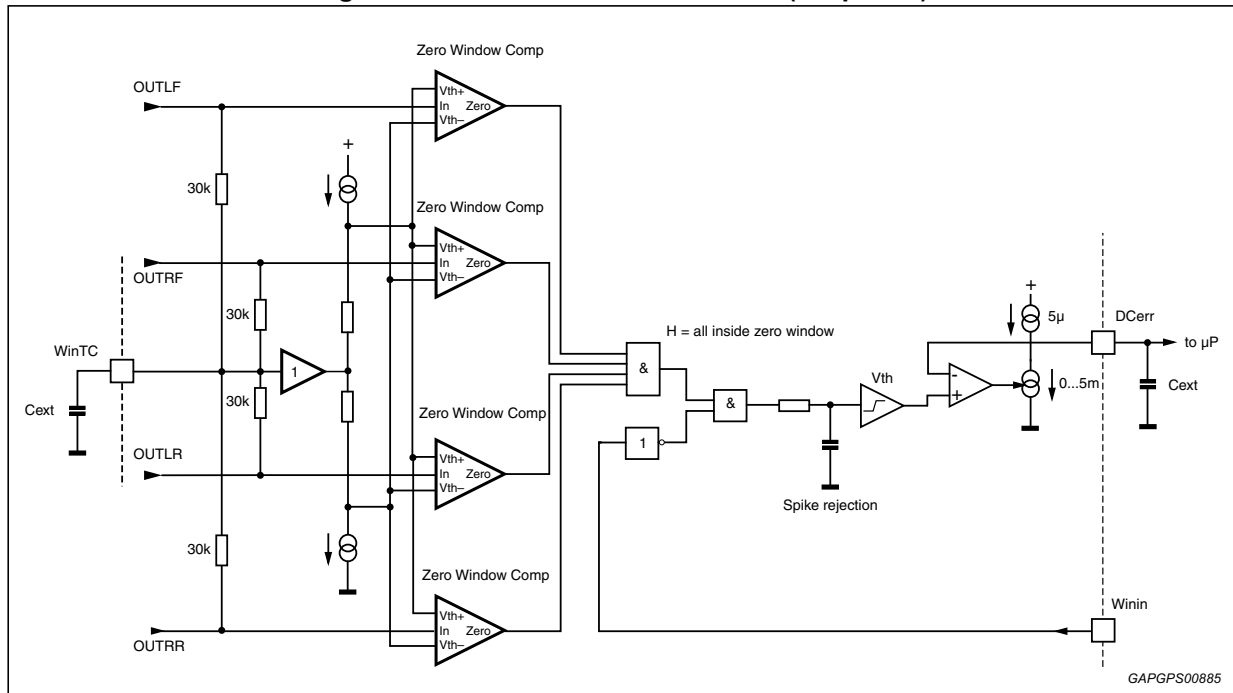 Zero Window Comp
OUTLF
Vth+
In Zero
Vth–
+
30k
Zero Window Comp
Vth+
In Zero
Vth–
OUTRF
30k
H = all inside zero window
+
5µ
DCerr
to µP
WinTC
1
&
Vth
-
+
0...5m
Cext
Cext
30k
&
Zero Window Comp
1
Vth+
In Zero
Vth–
OUTLR
Spike rejection
30k
Zero Window Comp
Vth+
In Zero
Vth–
OUTRR
Winin
GAPGPS00885